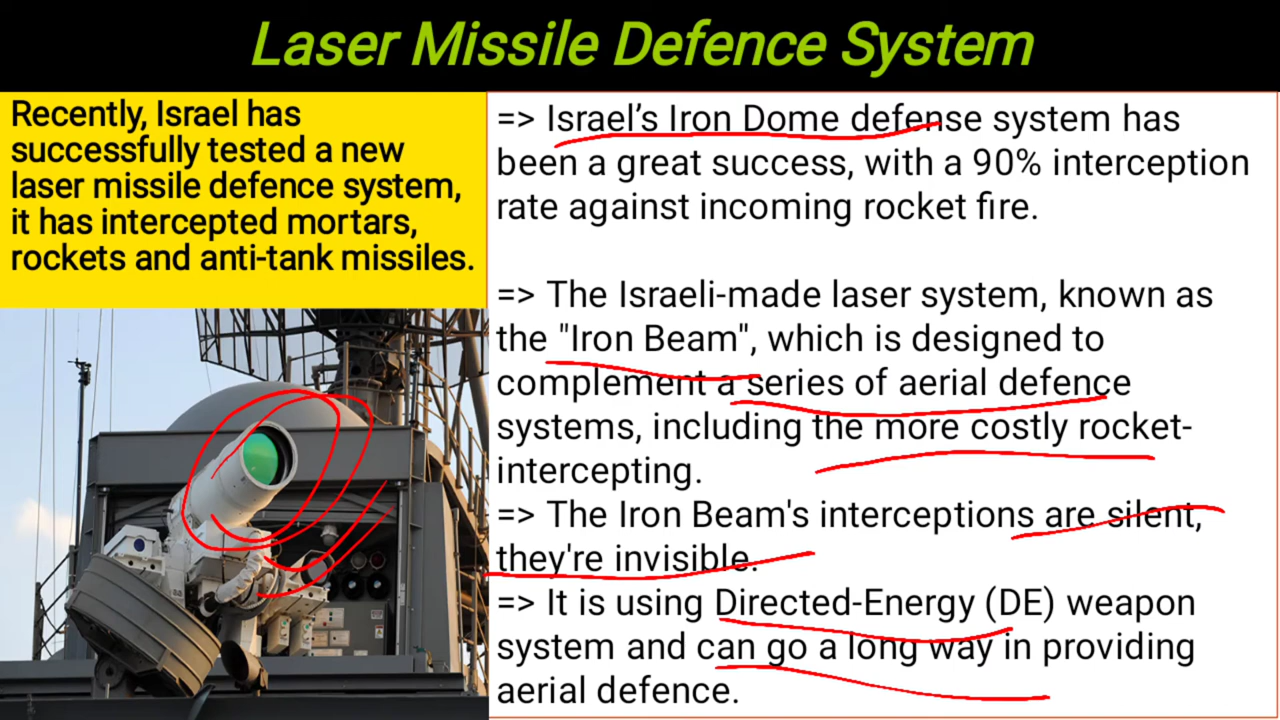 Laser Missile Defence System
Recently, Israel has
successfully tested a new
laser missile defence system,
it has intercepted mortars,
rockets and anti-tank missiles.
=> Israel’s Iron Dome defense system has
been a great success, with a 90% interception
rate against incoming rocket fire.
=> The Israeli-made laser system, known as
the "Iron Beam", which is designed to
complement a series of aerial defence
systems, including the more costly rocket-
intercepting.
=> The Iron Beam's interceptions are silent,
they're invisible.
=> It is using Directed-Energy (DE) weapon
system and can go a long way in providing
aerial defence.